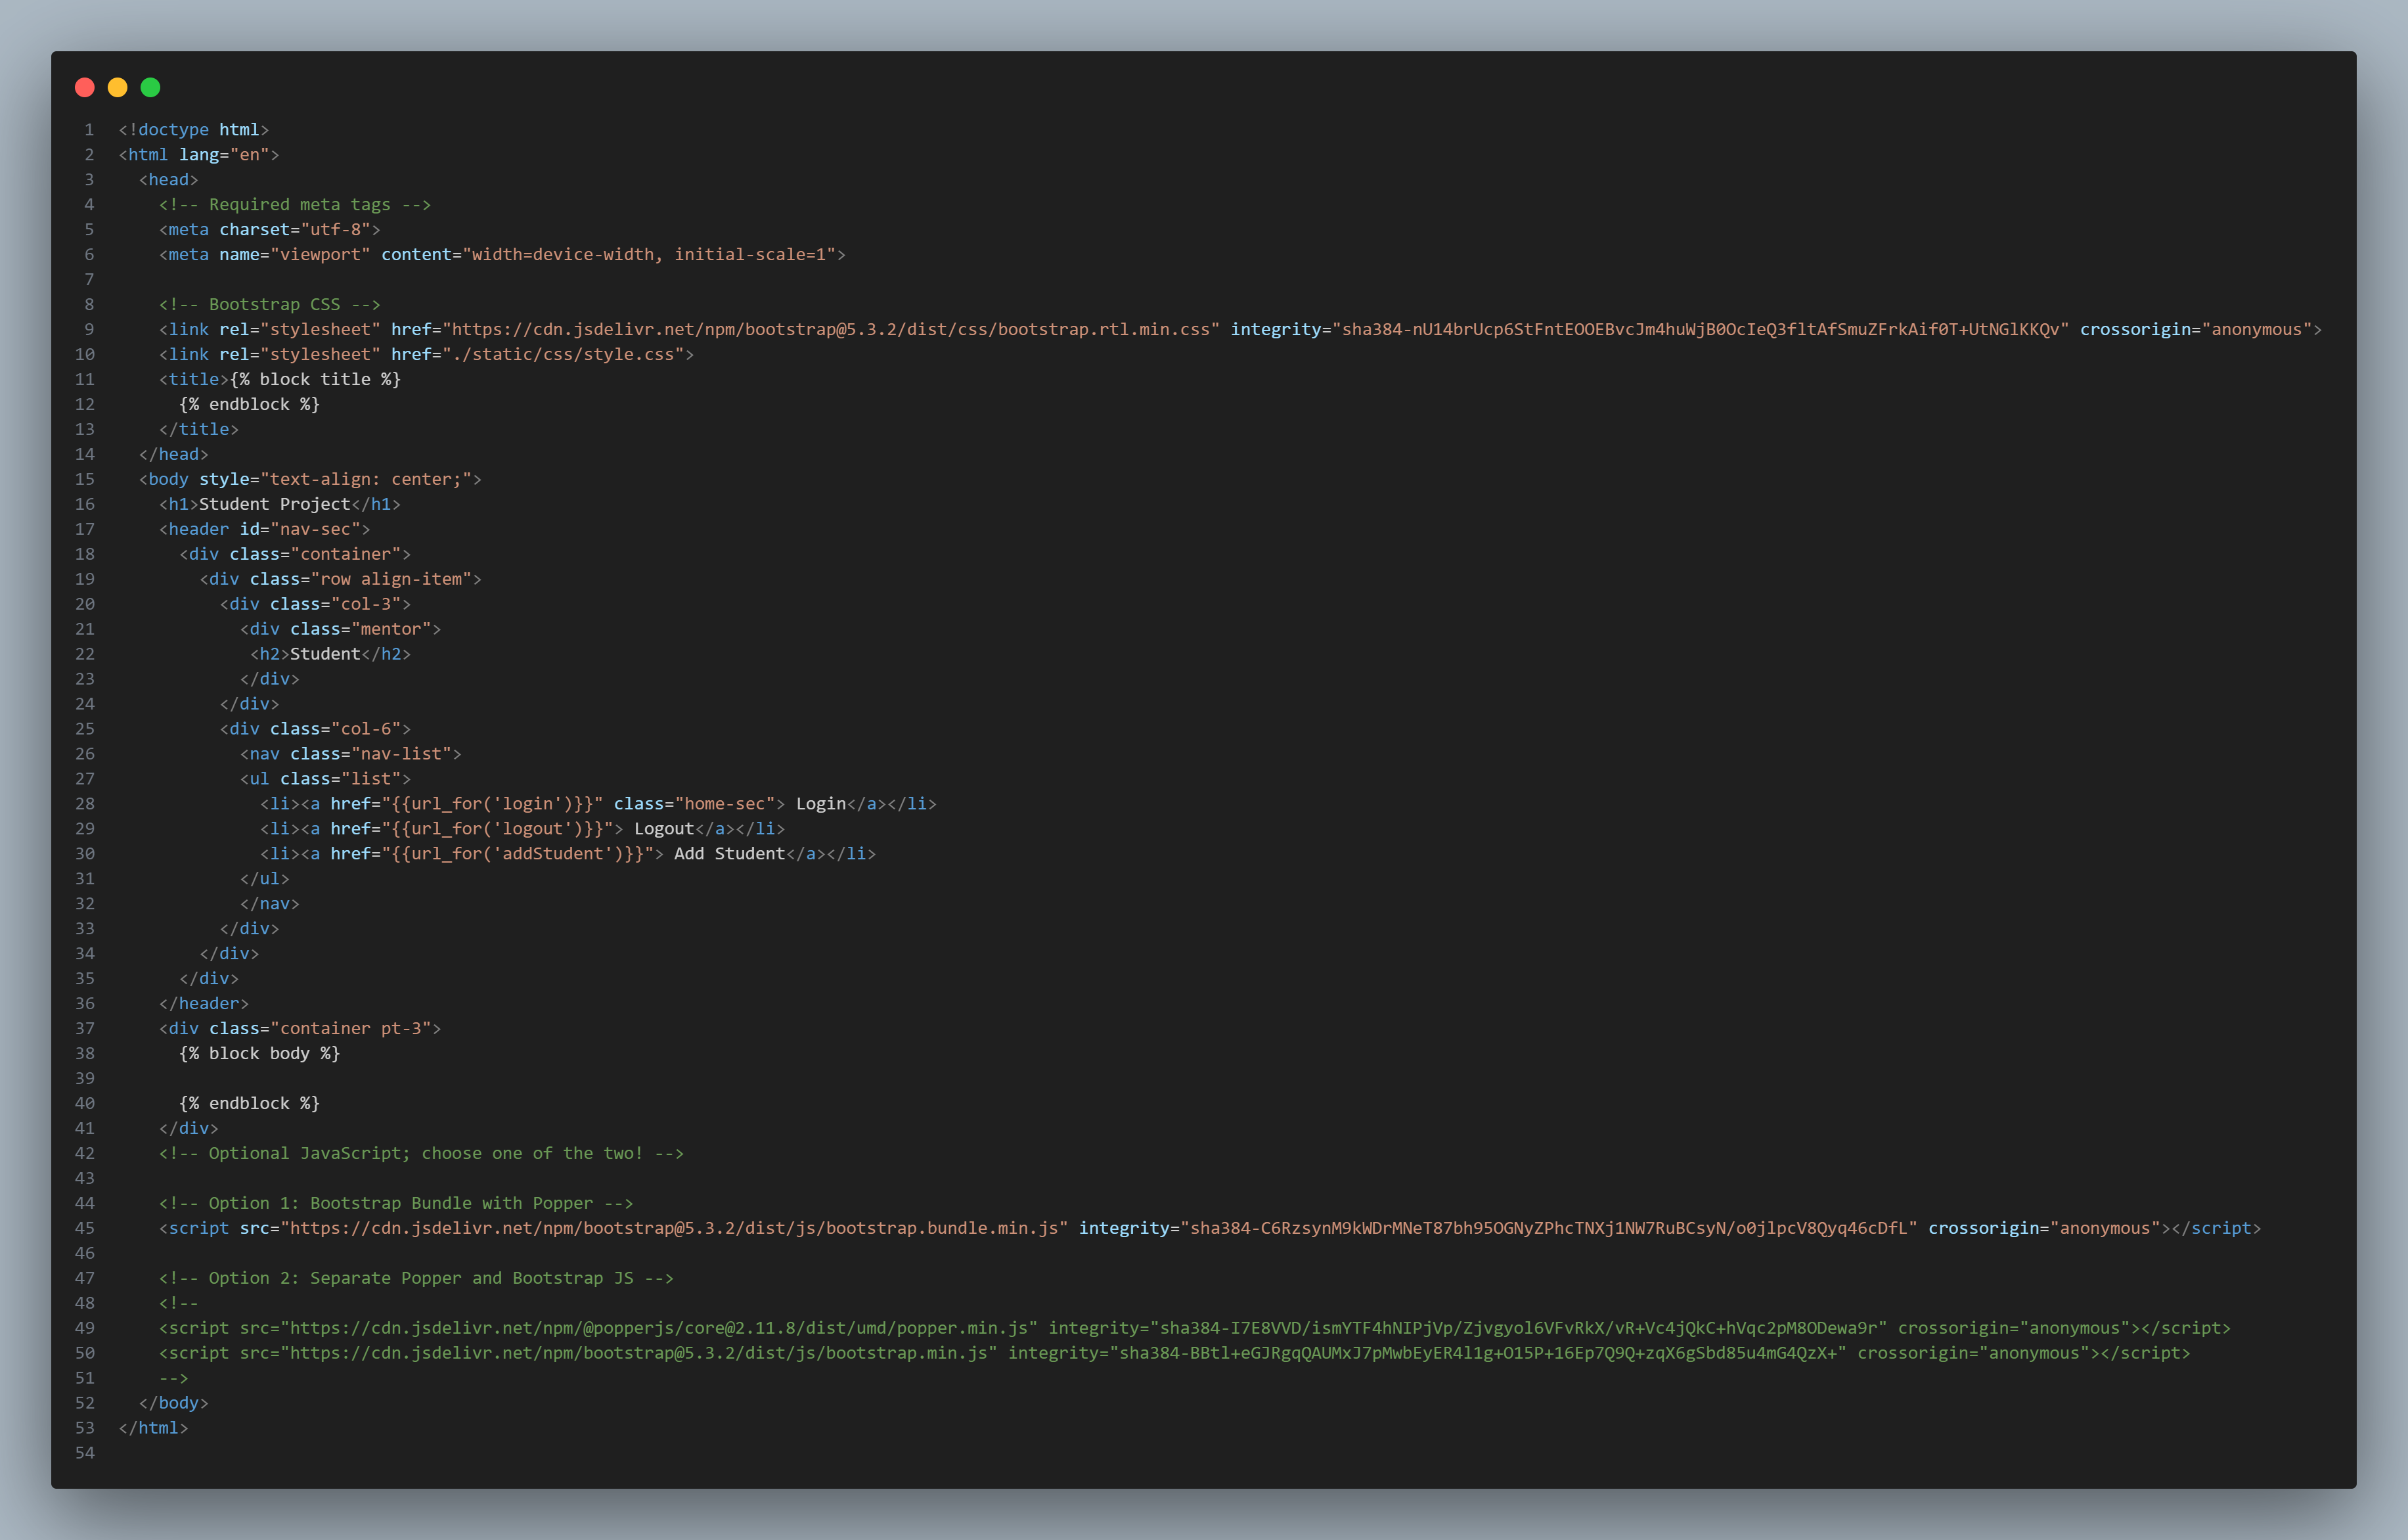 1 <!doctype html>
2 <html lang="en">
3   <head>
4     <!-- Required meta tags -->
5     <meta charset="utf-8">
6     <meta name="viewport" content="width=device-width, initial-scale=1">
7
8     <!-- Bootstrap CSS -->
9     <link rel="stylesheet" href="https://cdn.jsdelivr.net/npm/bootstrap@5.3.2/dist/css/bootstrap.rtl.min.css" integrity="sha384-nU14brUcp6StFntEOOEBvcJm4huWjB0OcIeQ3fltAfSmuZFrkAif0T+UtNGlKKQv" crossorigin="anonymous">
10     <link rel="stylesheet" href="./static/css/style.css">
11     <title>{% block title %}
12       {% endblock %}
13     </title>
14   </head>
15   <body style="text-align: center;">
16     <h1>Student Project</h1>
17     <header id="nav-sec">
18       <div class="container">
19         <div class="row align-item">
20           <div class="col-3">
21             <div class="mentor">
22              <h2>Student</h2>
23             </div>
24           </div>
25           <div class="col-6">
26             <nav class="nav-list">
27             <ul class="list">
28               <li><a href="{{url_for('login')}}" class="home-sec"> Login</a></li>
29               <li><a href="{{url_for('logout')}}"> Logout</a></li>
30               <li><a href="{{url_for('addStudent')}}"> Add Student</a></li>
31             </ul>
32             </nav>
33           </div>
34         </div>
35       </div>
36     </header>
37     <div class="container pt-3">
38       {% block body %}
39
40       {% endblock %}
41     </div>
42     <!-- Optional JavaScript; choose one of the two! -->
43
44     <!-- Option 1: Bootstrap Bundle with Popper -->
45     <script src="https://cdn.jsdelivr.net/npm/bootstrap@5.3.2/dist/js/bootstrap.bundle.min.js" integrity="sha384-C6RzsynM9kWDrMNeT87bh95OGNyZPhcTNXj1NW7RuBCsyN/o0jlpcV8Qyq46cDfL" crossorigin="anonymous"></script>
46
47     <!-- Option 2: Separate Popper and Bootstrap JS -->
48     <!--
49     <script src="https://cdn.jsdelivr.net/npm/@popperjs/core@2.11.8/dist/umd/popper.min.js" integrity="sha384-I7E8VVD/ismYTF4hNIPjVp/Zjvgyol6VFvRkX/vR+Vc4jQkC+hVqc2pM8ODewa9r" crossorigin="anonymous"></script>
50     <script src="https://cdn.jsdelivr.net/npm/bootstrap@5.3.2/dist/js/bootstrap.min.js" integrity="sha384-BBtl+eGJRgqQAUMxJ7pMwbEyER4l1g+O15P+16Ep7Q9Q+zqX6gSbd85u4mG4QzX+" crossorigin="anonymous"></script>
51     -->
52   </body>
53 </html>
54